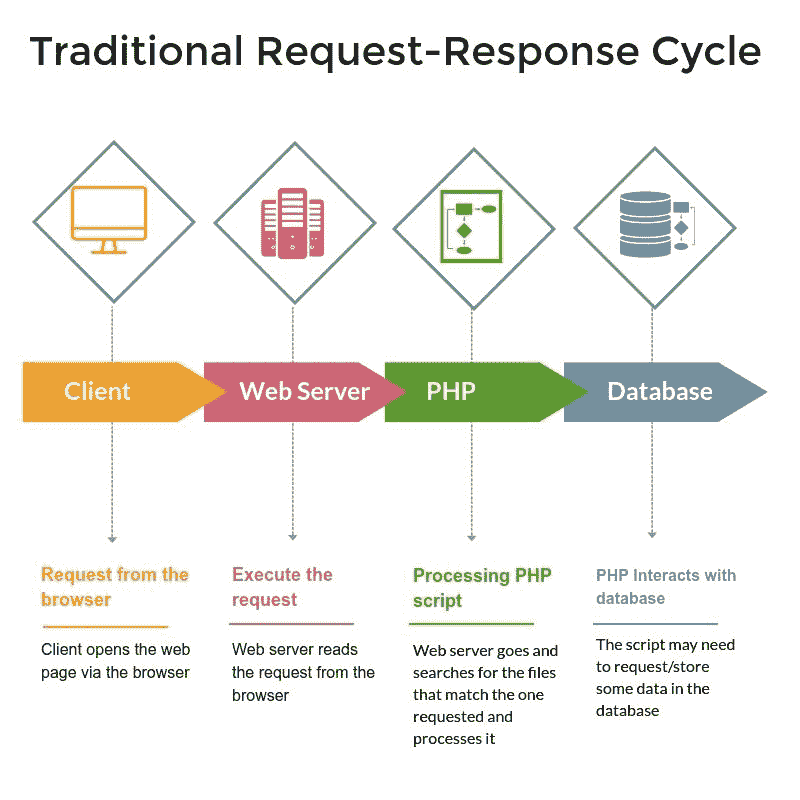 Traditional Request-Response Cycle
Client
Web Server
PHP
Database
Request from the
browser
Client opens the web
page via the browser
Execute the
request
Web server reads
the request from the
browser
Processing PHP
script
Web server goes and
searches for the files
that match the one
requested and
processes it
PHP Interacts with
database
The script may need
to request/store
some data in the
database